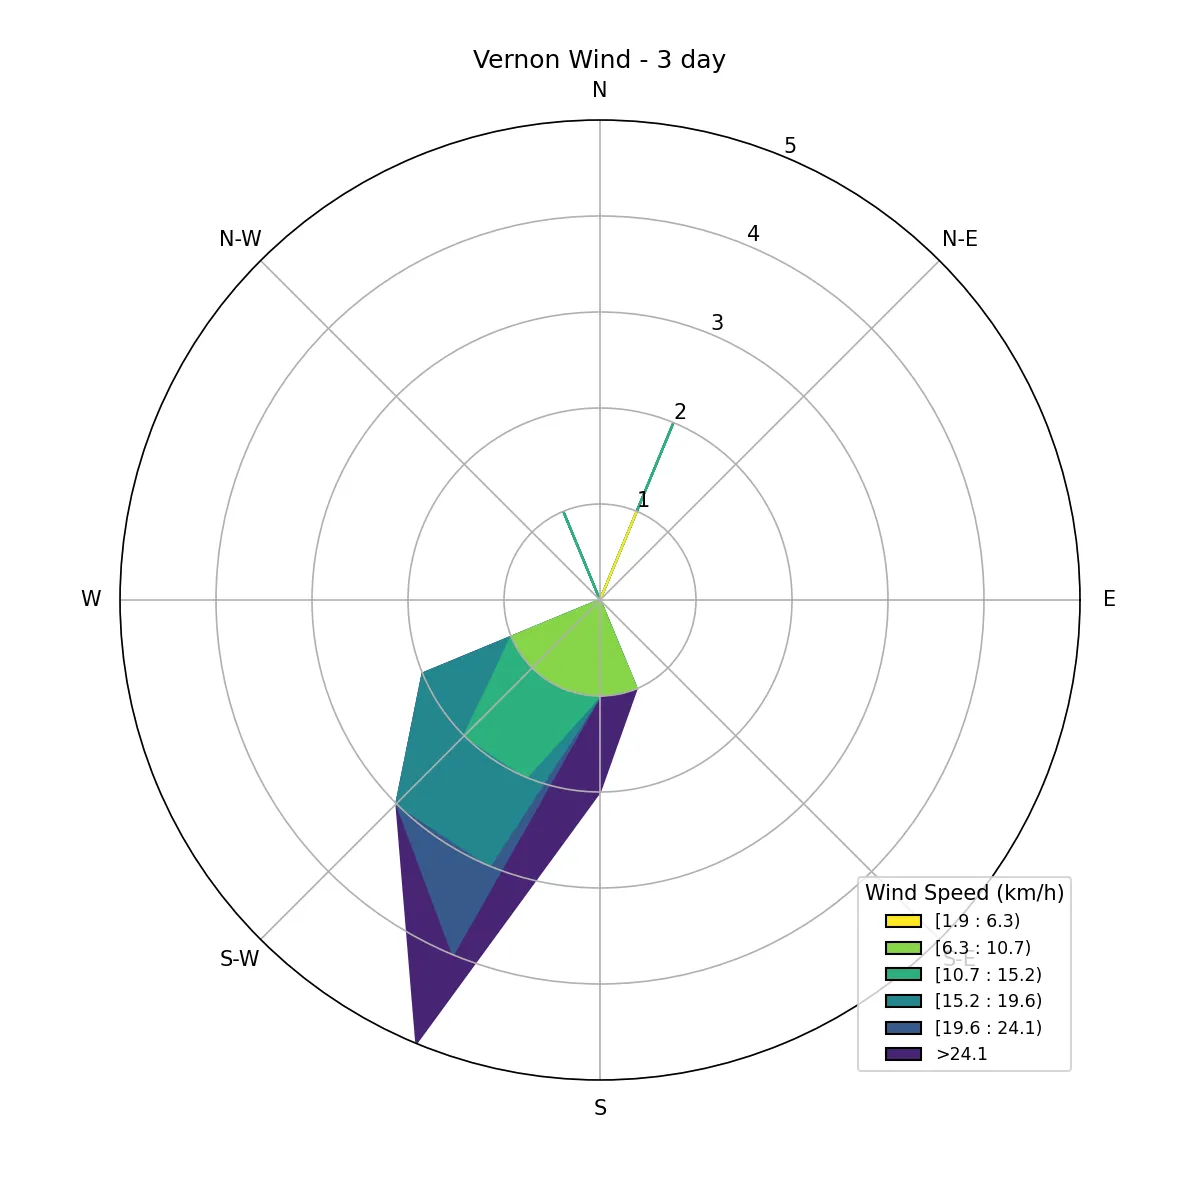 Vernon Wind - 3 day
N
5
N-W
4
N-E
3
2
1
W
E
Wind Speed (km/h)
[1.9 : 6.3)
[6.3 : 10.7)
S-W
S-E
[10.7 : 15.2)
[15.2 : 19.6)
[19.6 : 24.1)
>24.1
S